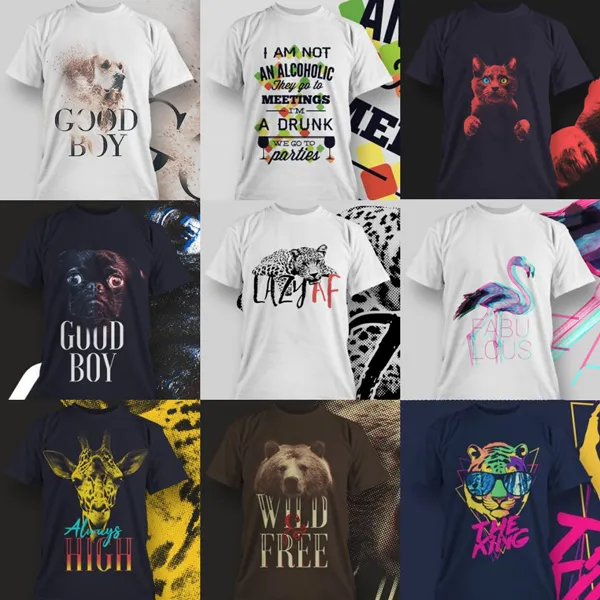 GOOD
BOY
I AM NOT
AN ALCOHOLIC
They go to
MEETINGS
I'M
A DRUNK
WE GO TO
parties
GOOD
BOY
LAZY AF
FABU
LOUS
Always
HIGH
WILD
&
FREE
THE
KING